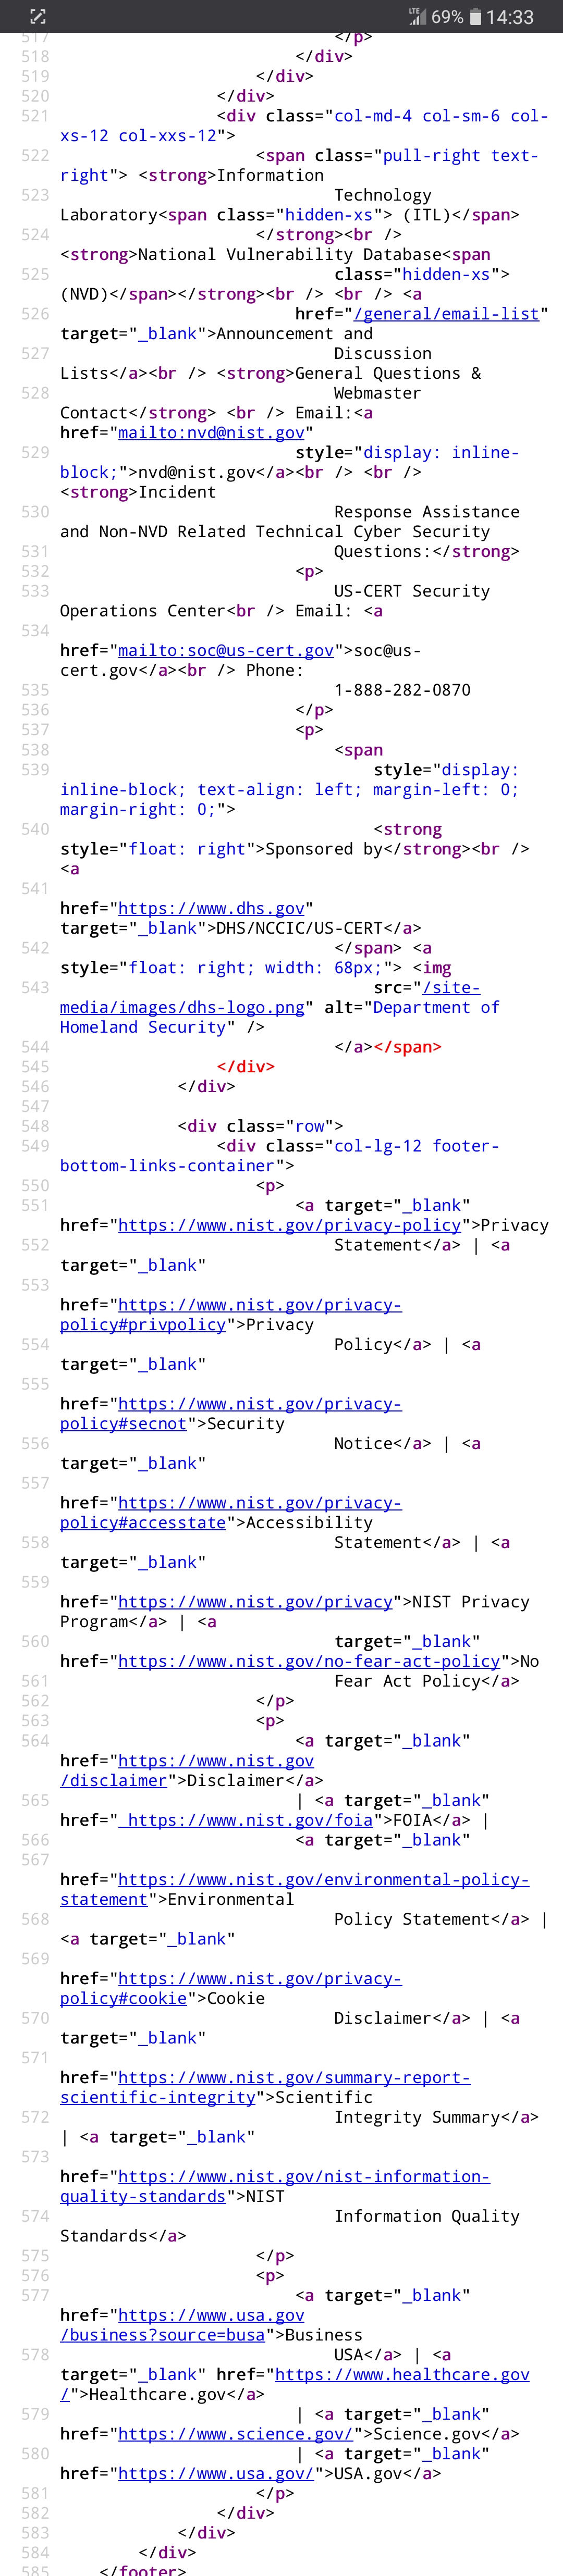 LTE 69% 14:33
517 </p>
518 </div>
519 </div>
520 </div>
521 <div class="col-md-4 col-sm-6 col-
xs-12 col-xxs-12">
522 <span class="pull-right text-
right"> <strong>Information
523 Technology
Laboratory<span class="hidden-xs"> (ITL)</span>
524 </strong><br />
<strong>National Vulnerability Database<span
525 class="hidden-xs">
(NVD)</span></strong><br /> <br /> <a
526 href="/general/email-list"
target="_blank">Announcement and
527 Discussion
Lists</a><br /> <strong>General Questions &
528 Webmaster
Contact</strong> <br /> Email:<a
href="mailto:nvd@nist.gov"
529 style="display: inline-
block;">nvd@nist.gov</a><br /> <br />
<strong>Incident
530 Response Assistance
and Non-NVD Related Technical Cyber Security
531 Questions:</strong>
532 <p>
533 US-CERT Security
Operations Center<br /> Email: <a
534
href="mailto:soc@us-cert.gov">soc@us-
cert.gov</a><br /> Phone:
535 1-888-282-0870
536 </p>
537 <p>
538 <span
539 style="display:
inline-block; text-align: left; margin-left: 0;
margin-right: 0;">
540 <strong
style="float: right">Sponsored by</strong><br />
<a
541
href="https://www.dhs.gov"
target="_blank">DHS/NCCIC/US-CERT</a>
542 </span> <a
style="float: right; width: 68px;"> <img
543 src="/site-
media/images/dhs-logo.png" alt="Department of
Homeland Security" />
544 </a></span>
545 </div>
546 </div>
547
548 <div class="row">
549 <div class="col-lg-12 footer-
bottom-links-container">
550 <p>
551 <a target="_blank"
href="https://www.nist.gov/privacy-policy">Privacy
552 Statement</a> | <a
target="_blank"
553
href="https://www.nist.gov/privacy-
policy#privpolicy">Privacy
554 Policy</a> | <a
target="_blank"
555
href="https://www.nist.gov/privacy-
policy#secnot">Security
556 Notice</a> | <a
target="_blank"
557
href="https://www.nist.gov/privacy-
policy#accesstate">Accessibility
558 Statement</a> | <a
target="_blank"
559
href="https://www.nist.gov/privacy">NIST Privacy
Program</a> | <a
560 target="_blank"
href="https://www.nist.gov/no-fear-act-policy">No
561 Fear Act Policy</a>
562 </p>
563 <p>
564 <a target="_blank"
href="https://www.nist.gov
/disclaimer">Disclaimer</a>
565 | <a target="_blank"
href=" https://www.nist.gov/foia">FOIA</a> |
566 <a target="_blank"
567
href="https://www.nist.gov/environmental-policy-
statement">Environmental
568 Policy Statement</a> |
<a target="_blank"
569
href="https://www.nist.gov/privacy-
policy#cookie">Cookie
570 Disclaimer</a> | <a
target="_blank"
571
href="https://www.nist.gov/summary-report-
scientific-integrity">Scientific
572 Integrity Summary</a>
| <a target="_blank"
573
href="https://www.nist.gov/nist-information-
quality-standards">NIST
574 Information Quality
Standards</a>
575 </p>
576 <p>
577 <a target="_blank"
href="https://www.usa.gov
/business?source=busa">Business
578 USA</a> | <a
target="_blank" href="https://www.healthcare.gov
/">Healthcare.gov</a>
579 | <a target="_blank"
href="https://www.science.gov/">Science.gov</a>
580 | <a target="_blank"
href="https://www.usa.gov/">USA.gov</a>
581 </p>
582 </div>
583 </div>
584 </div>
585 </footer>